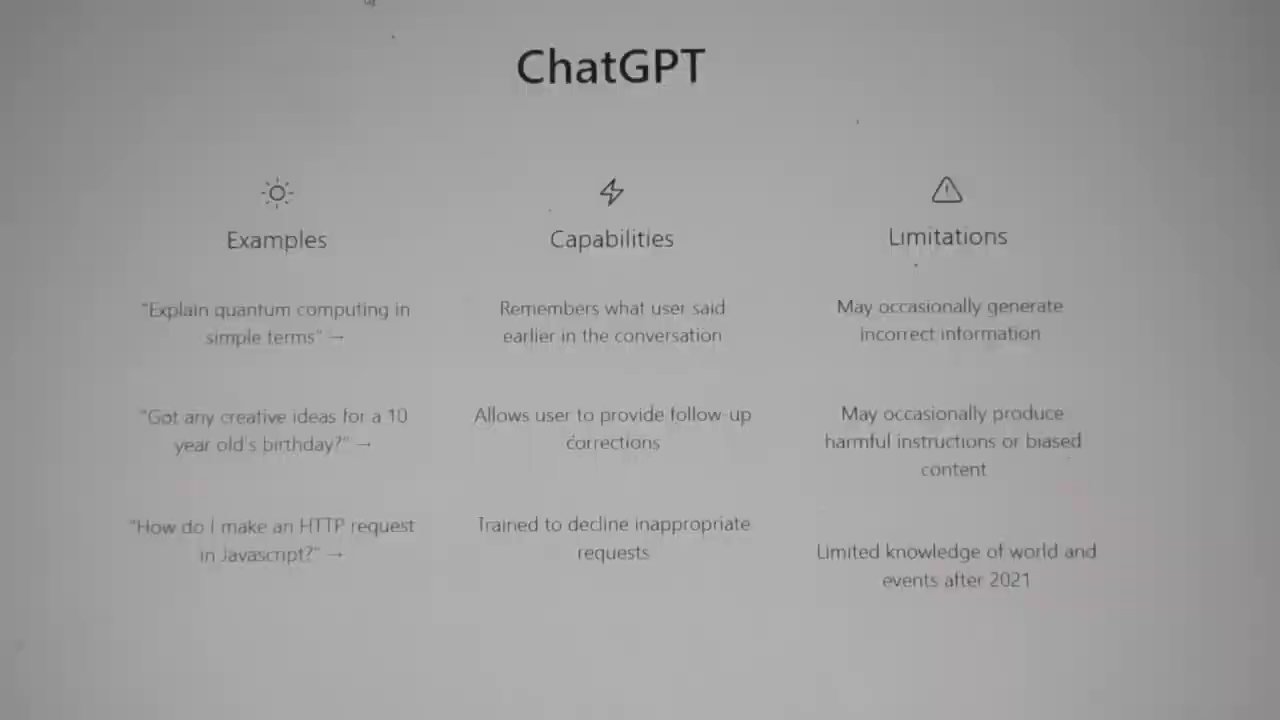 ChatGPT
Examples
"Explain quantum computing in
simple terms" →
"Got any creative ideas for a 10
year old's birthday?" →
"How do I make an HTTP request
in Javascript?" →
Capabilities
Remembers what user said
earlier in the conversation
Allows user to provide follow-up
corrections
Trained to decline inappropriate
requests
Limitations
May occasionally generate
incorrect information
May occasionally produce
harmful instructions or biased
content
Limited knowledge of world and
events after 2021